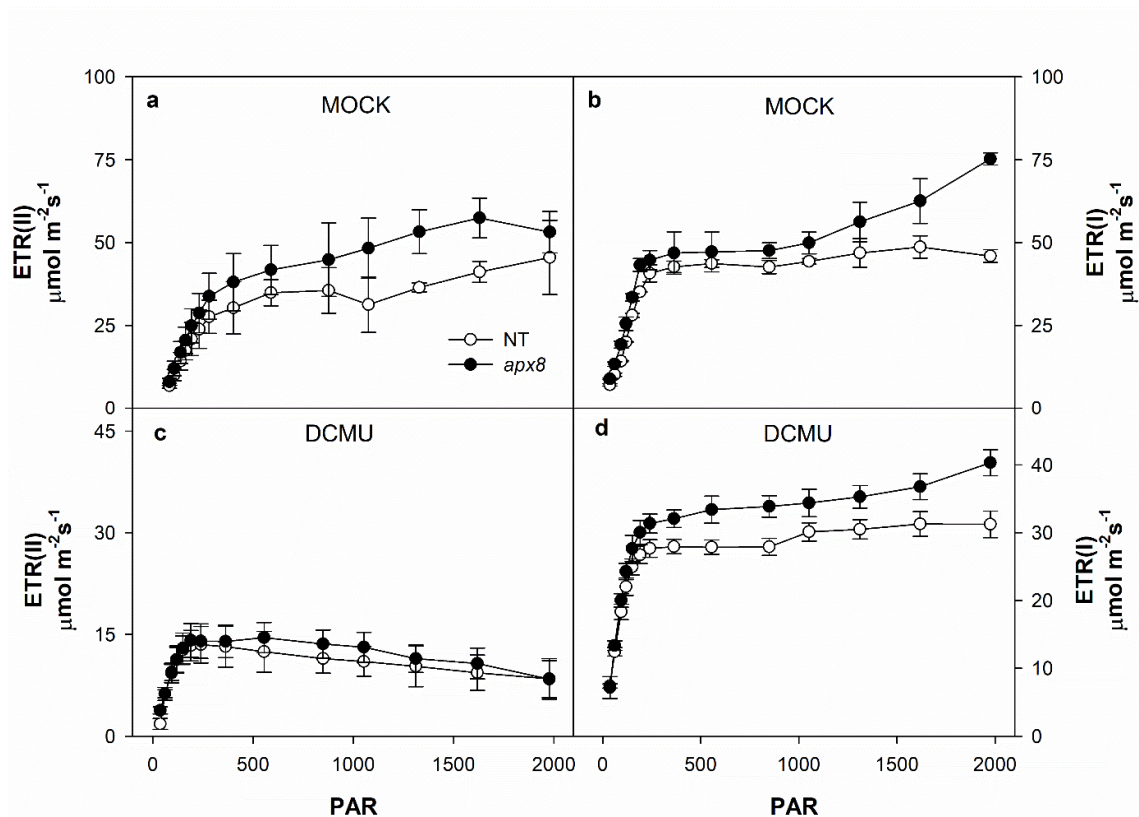 a
MOCK
b
MOCK
100
75
50
25
0
ETR(II)
μmol m⁻²s⁻¹
NT
apx8
100
75
50
25
0
ETR(I)
μmol m⁻²s⁻¹
c
DCMU
d
DCMU
45
30
15
0
ETR(II)
μmol m⁻²s⁻¹
40
30
20
10
0
ETR(I)
μmol m⁻²s⁻¹
0 500 1000 1500 2000
0 500 1000 1500 2000
PAR
PAR